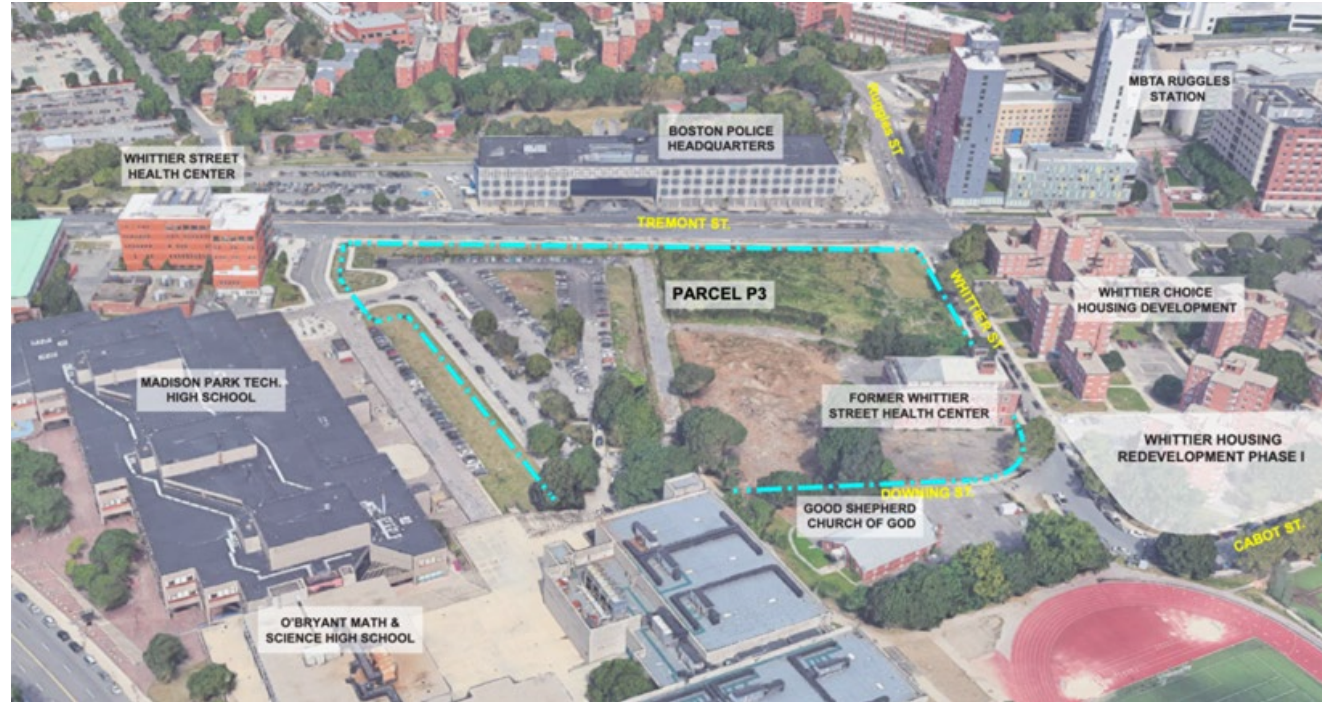 MBTA RUGGLES
STATION
Ruggles ST.
BOSTON POLICE
HEADQUARTERS
WHITTIER STREET
HEALTH CENTER
TREMONT ST.
WHITTIER ST.
PARCEL P3
WHITTIER CHOICE
HOUSING DEVELOPMENT
MADISON PARK TECH.
HIGH SCHOOL
FORMER WHITTIER
STREET HEALTH CENTER
WHITTIER HOUSING
REDEVELOPMENT PHASE I
DOWNING ST.
GOOD SHEPHERD
CHURCH OF GOD
CABOT ST.
O'BRYANT MATH &
SCIENCE HIGH SCHOOL